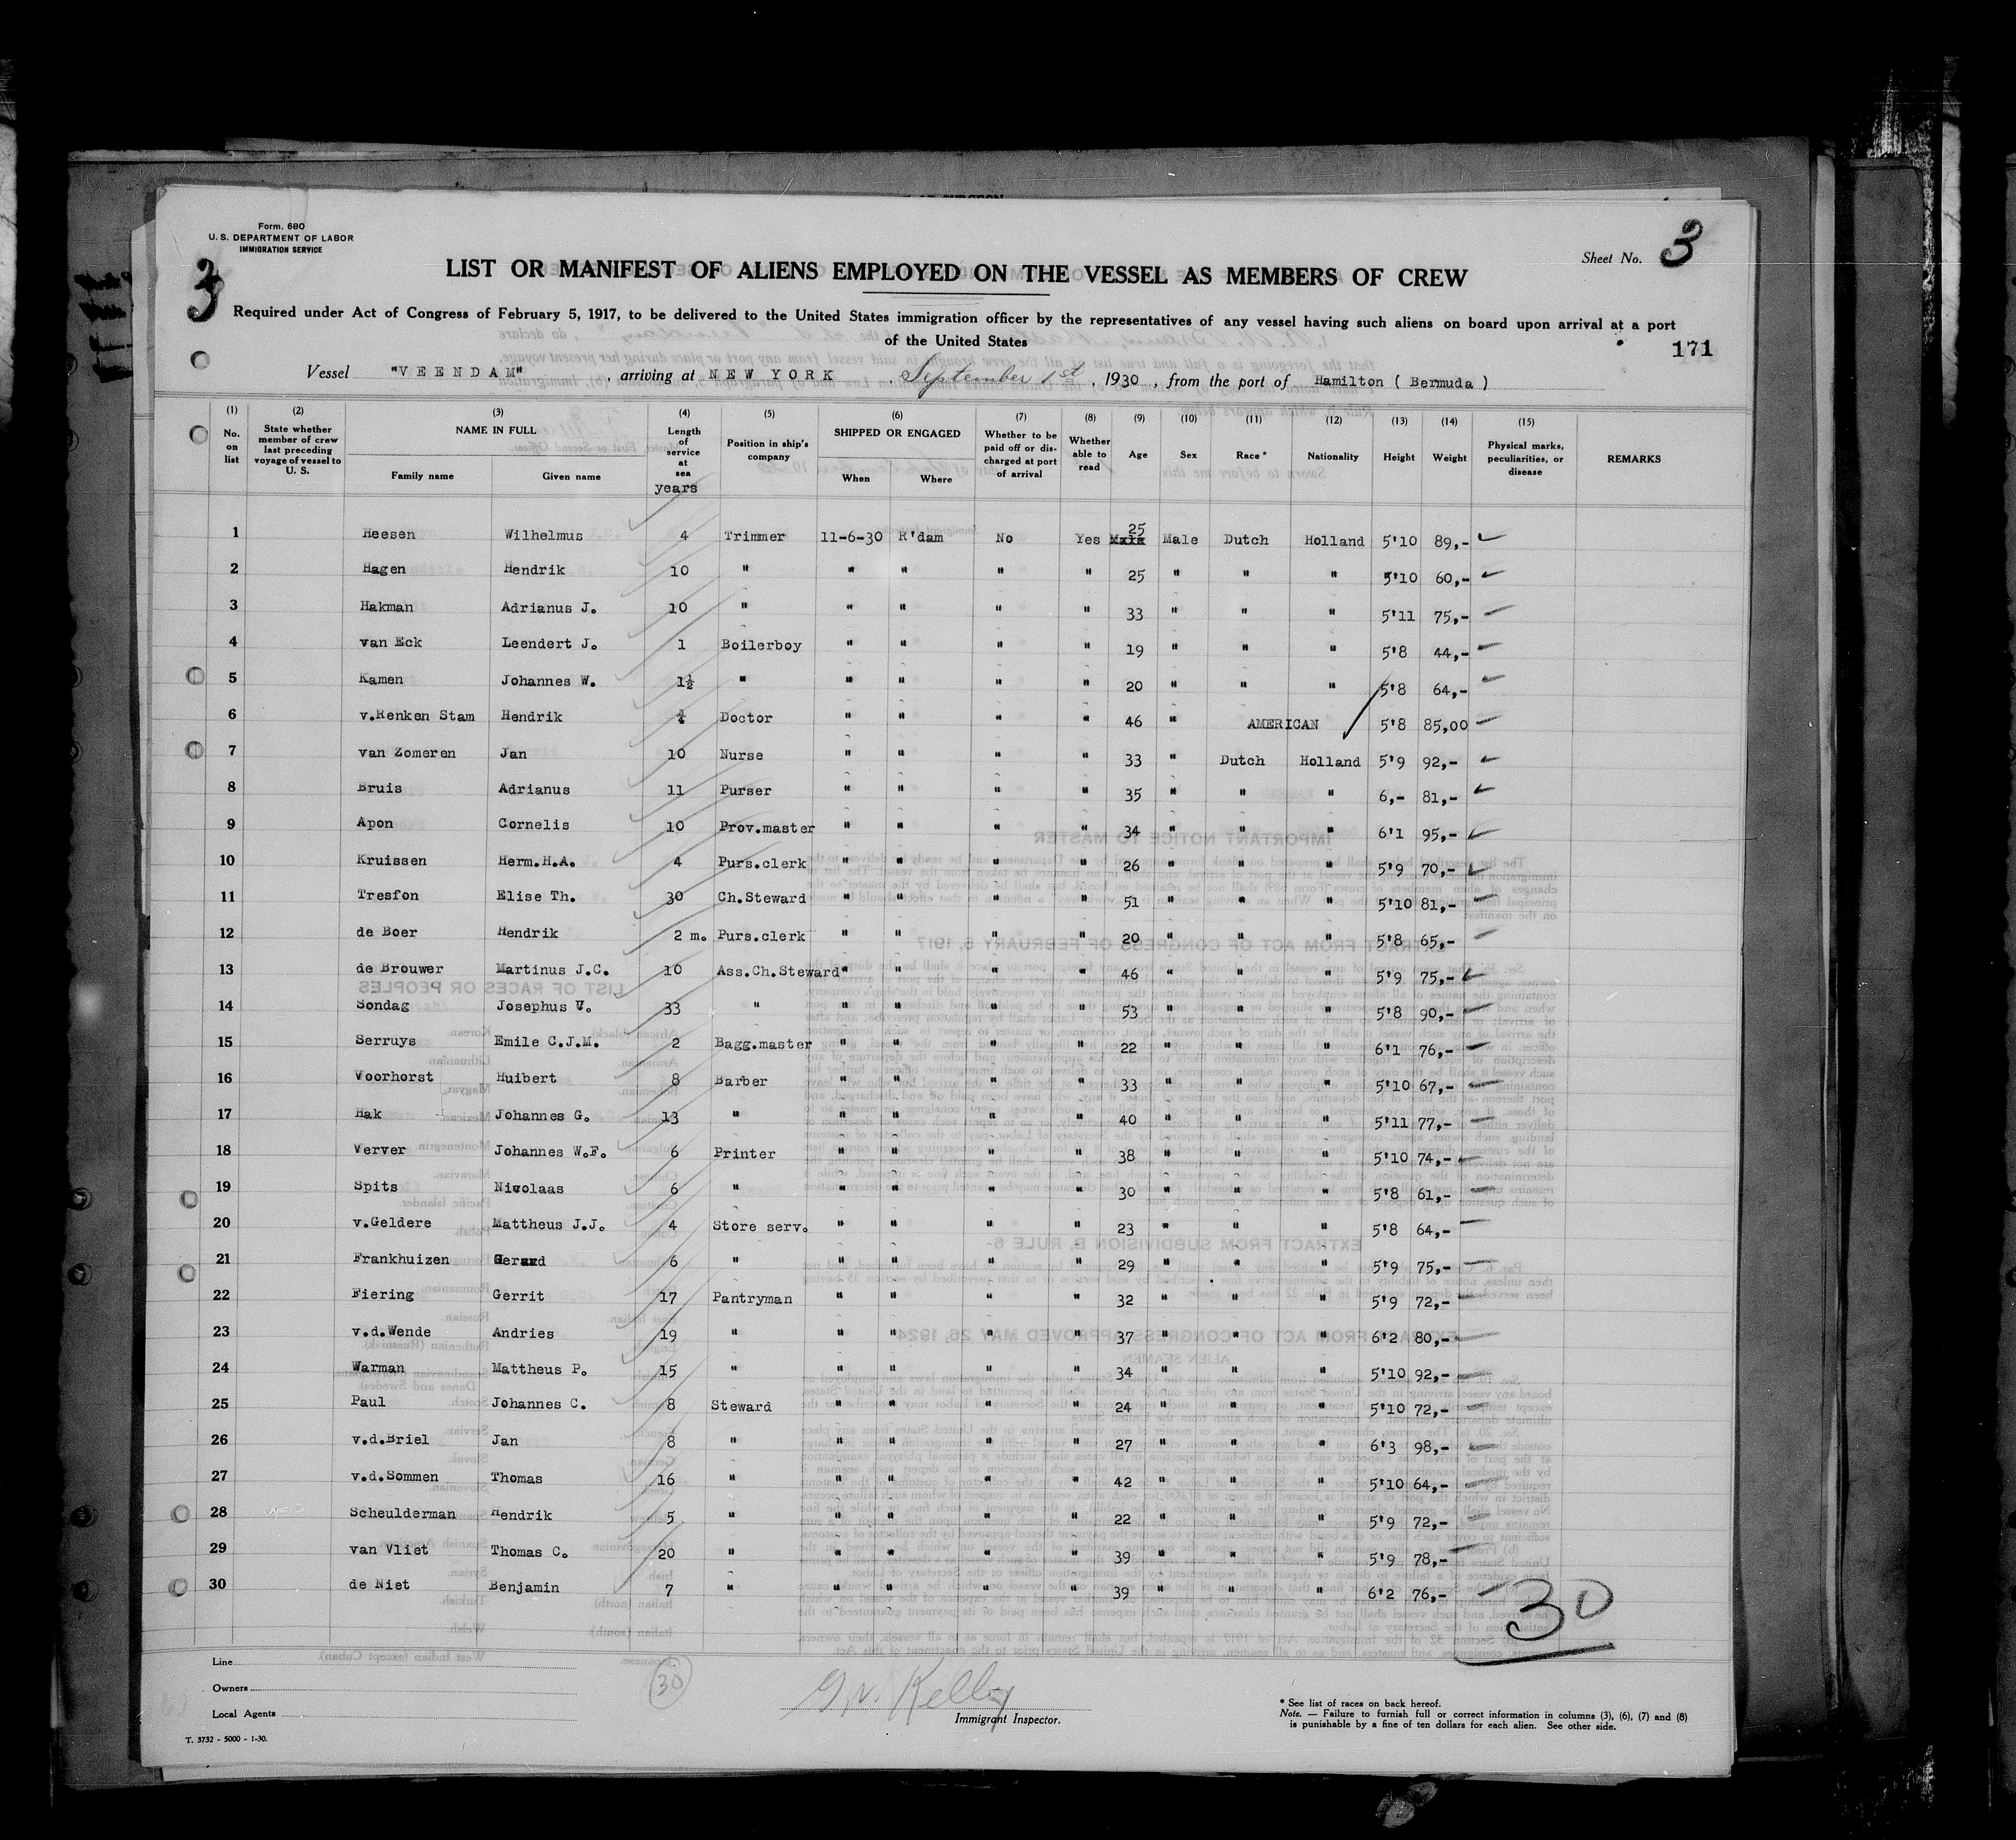 Form. 680
U. S. DEPARTMENT OF LABOR
IMMIGRATION SERVICE
3
Sheet No. 3
LIST OR MANIFEST OF ALIENS EMPLOYED ON THE VESSEL AS MEMBERS OF CREW
Required under Act of Congress of February 5, 1917, to be delivered to the United States immigration officer by the representatives of any vessel having such aliens on board upon arrival at a port
of the United States
171
Vessel "VEENDAM" , arriving at NEW YORK , September 1st , 1930 , from the port of Hamilton ( Bermuda )
(1) No. on list (2) State whether member of crew last preceding voyage of vessel to U. S. (3) NAME IN FULL Family name Given name (4) Length of service at sea years (5) Position in ship's company (6) SHIPPED OR ENGAGED When Where (7) Whether to be paid off or discharged at port of arrival (8) Whether able to read (9) Age (10) Sex (11) Race * (12) Nationality (13) Height (14) Weight (15) Physical marks, peculiarities, or disease REMARKS
1 Heesen Wilhelmus 4 Trimmer 11-6-30 R'dam No Yes 25 Male Dutch Holland 5'10 89,-
2 Hagen Hendrik 10 " " " " " 25 " " " 5'10 60,-
3 Hakman Adrianus J. 10 " " " " " 33 " " " 5'11 75,-
4 van Eck Leendert J. 1 Boilerboy " " " " 19 " " " 5'8 44,-
5 Kamen Johannes W. 1½ " " " " " 20 " " " 5'8 64,-
6 v.Renken Stam Hendrik Doctor " " " " 46 " AMERICAN 5'8 85,00
7 van Zomeren Jan 10 Nurse " " " " 33 " Dutch Holland 5'9 92,-
8 Bruis Adrianus 11 Purser " " " " 35 " " " 6,- 81,-
9 Apon Cornelis 10 Prov.master " " " " 34 " " " 6'1 95,-
10 Kruissen Herm.H.A. 4 Purs.clerk " " " " 26 " " " 5'9 70,-
11 Tresfon Elise Th. 30 Ch.Steward " " " " 51 " " " 5'10 81,-
12 de Boer Hendrik 2 m. Purs.clerk " " " " 20 " " " 5'8 65,-
13 de Brouwer Martinus J.C. 10 Ass.Ch.Steward " " " " 46 " " " 5'9 75,-
14 Sondag Josephus V. 33 " " " " " 53 " " " 5'8 90,-
15 Serruys Emile C.J.M. 2 Bagg.master " " " " 22 " " " 6'1 76,-
16 Voorhorst Huibert 8 Barber " " " " 33 " " " 5'10 67,-
17 Hak Johannes G. 13 " " " " " 40 " " " 5'11 77,-
18 Verver Johannes W.F. 6 Printer " " " " 38 " " " 5'10 74,-
19 Spits Nicolaas 6 " " " " " 30 " " " 5'8 61,-
20 v.Geldere Mattheus J.J. 4 Store serv. " " " " 23 " " " 5'8 64,-
21 Frankhuizen Gerard 6 " " " " " 29 " " " 5'9 75,-
22 Fiering Gerrit 17 Pantryman " " " " 32 " " " 5'9 72,-
23 v.d.Wende Andries 19 " " " " " 37 " " " 6'2 80,-
24 Warman Mattheus P. 15 " " " " " 34 " " " 5'10 92,-
25 Paul Johannes C. 8 Steward " " " " 24 " " " 5'10 72,-
26 v.d.Briel Jan 8 " " " " " 27 " " " 6'3 98,-
27 v.d.Sommen Thomas 16 " " " " " 42 " " " 5'10 64,-
28 Scheulderman Hendrik 5 " " " " " 22 " " " 5'9 72,-
29 van Vliet Thomas C. 20 " " " " " 39 " " " 5'9 78,-
30 de Niet Benjamin 7 " " " " " 39 " " " 6'2 76,-
30
Line
Owners
Local Agents
30
Kelly
Immigrant Inspector.
* See list of races on back hereof.
Note. — Failure to furnish full or correct information in columns (3), (6), (7) and (8)
is punishable by a fine of ten dollars for each alien. See other side.
T. 3732 - 5000 - 1-30.